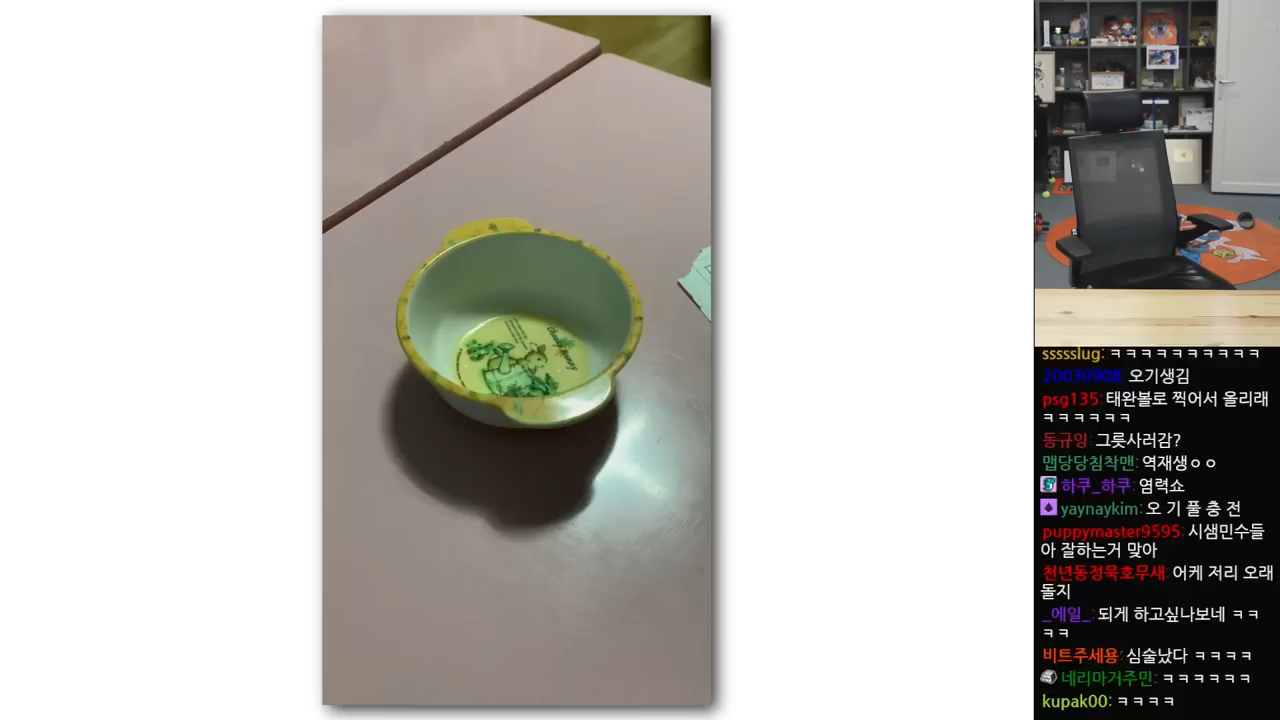 ssssslug: ㅋㅋㅋㅋㅋㅋㅋㅋㅋㅋ
20030908: 오기생김
psg135: 태완볼로 찍어서 올리래
ㅋㅋㅋㅋㅋㅋ
동규잉: 그릇사러감?
맵당당침착맨: 역재생ㅇㅇ
하쿠_하쿠: 염력쇼
yaynaykim: 오 기 풀 충 전
puppymaster9595: 시샘민수들
아 잘하는거 맞아
천년동정묵호무새: 어케 저리 오래
돌지
_에일_: 되게 하고싶나보네 ㅋㅋ
ㅋㅋ
비트주세용: 심술났다 ㅋㅋㅋㅋ
네리마거주민: ㅋㅋㅋㅋㅋㅋ
kupak00: ㅋㅋㅋㅋ